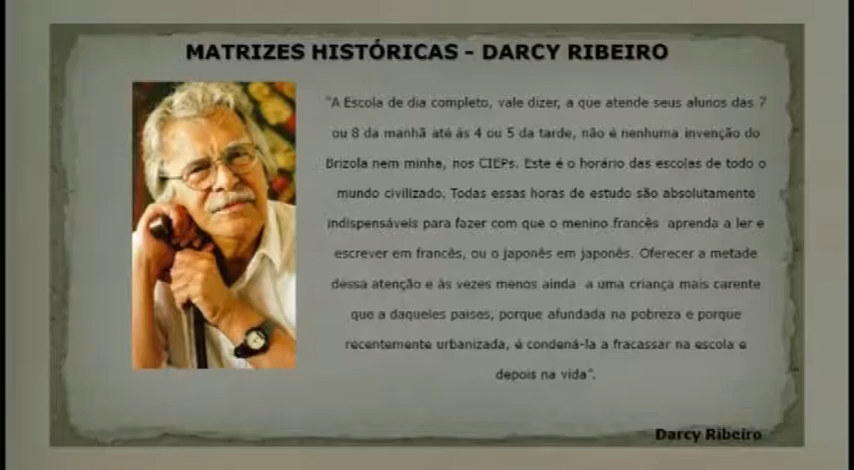 MATRIZES HISTÓRICAS - DARCY RIBEIRO
"A Escola de dia completo, vale dizer, a que atende seus alunos das 7
ou 8 da manhã até às 4 ou 5 da tarde, não é nenhuma invenção do
Brizola nem minha, nos CIEPs. Este é o horário das escolas de todo o
mundo civilizado. Todas essas horas de estudo são absolutamente
indispensáveis para fazer com que o menino francês aprenda a ler e
escrever em francês, ou o japonês em japonês. Oferecer a metade
dessa atenção e às vezes menos ainda a uma criança mais carente
que a daqueles países, porque afundada na pobreza e porque
recentemente urbanizada, é condená-la a fracassar na escola e
depois na vida".
Darcy Ribeiro